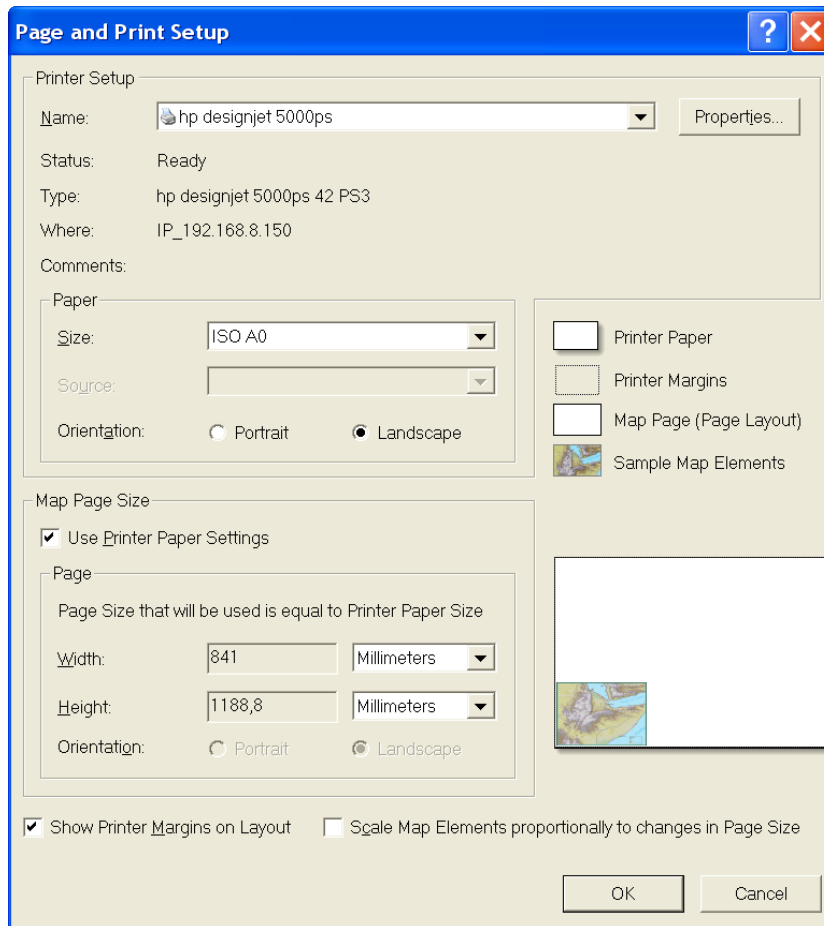 Page and Print Setup
Printer Setup
Name: hp designjet 5000ps Properties...
Status: Ready
Type: hp designjet 5000ps 42 PS3
Where: IP_192.168.8.150
Comments:
Paper
Size: ISO A0
Source:
Orientation: Portrait Landscape
Printer Paper
Printer Margins
Map Page (Page Layout)
Sample Map Elements
Map Page Size
Use Printer Paper Settings
Page
Page Size that will be used is equal to Printer Paper Size
Width: 841 Millimeters
Height: 1188,8 Millimeters
Orientation: Portrait Landscape
Show Printer Margins on Layout Scale Map Elements proportionally to changes in Page Size
OK Cancel